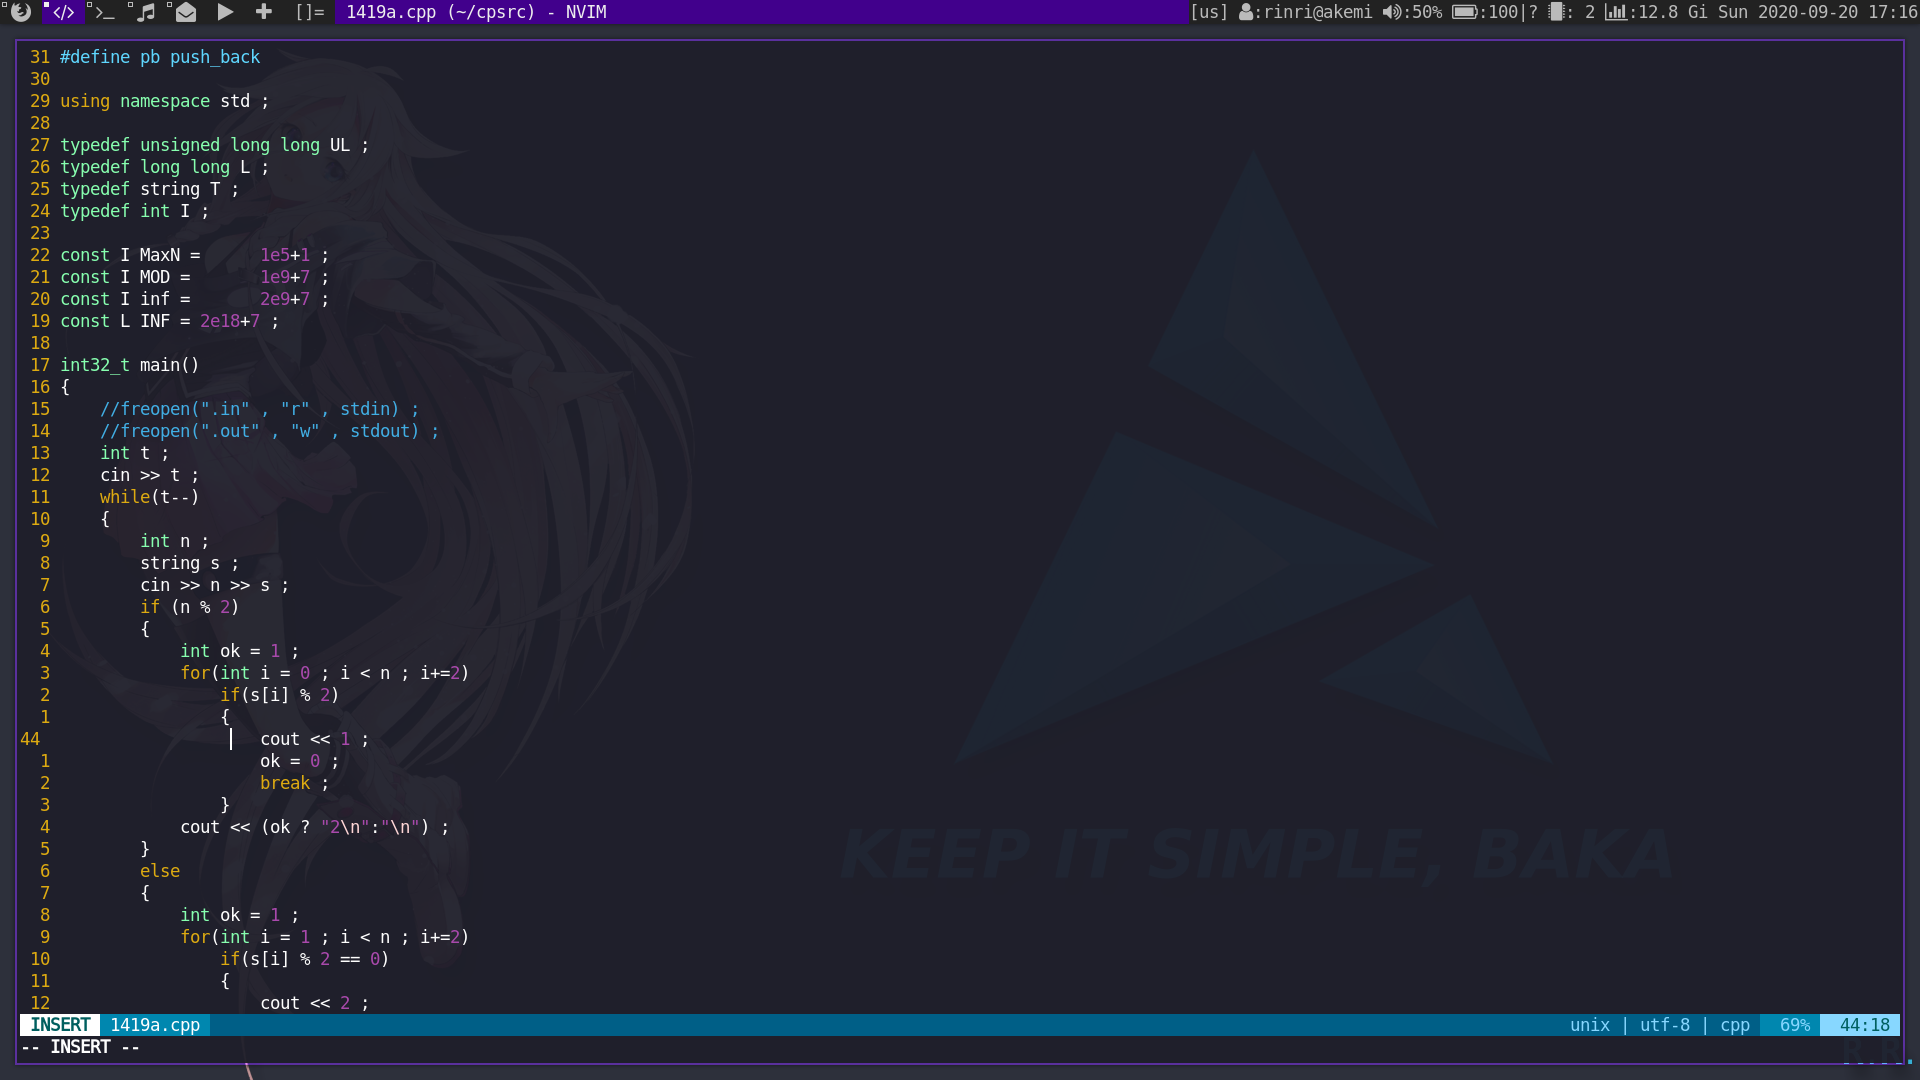 </> >_ []= 1419a.cpp (~/cpsrc) - NVIM [us] :rinri@akemi :50% :100|? : 2 :12.8 Gi Sun 2020-09-20 17:16
31 #define pb push_back
30
29 using namespace std ;
28
27 typedef unsigned long long UL ;
26 typedef long long L ;
25 typedef string T ;
24 typedef int I ;
23
22 const I MaxN =      1e5+1 ;
21 const I MOD =       1e9+7 ;
20 const I inf =       2e9+7 ;
19 const L INF = 2e18+7 ;
18
17 int32_t main()
16 {
15     //freopen(".in" , "r" , stdin) ;
14     //freopen(".out" , "w" , stdout) ;
13     int t ;
12     cin >> t ;
11     while(t--)
10     {
9         int n ;
8         string s ;
7         cin >> n >> s ;
6         if (n % 2)
5         {
4             int ok = 1 ;
3             for(int i = 0 ; i < n ; i+=2)
2                 if(s[i] % 2)
1                 {
44                     cout << 1 ;
1                     ok = 0 ;
2                     break ;
3                 }
4             cout << (ok ? "2\n":"\n") ;
5         }
6         else
7         {
8             int ok = 1 ;
9             for(int i = 1 ; i < n ; i+=2)
10                 if(s[i] % 2 == 0)
11                 {
12                     cout << 2 ;
KEEP IT SIMPLE, BAKA
INSERT 1419a.cpp unix | utf-8 | cpp 69% 44:18
-- INSERT --
R.R.